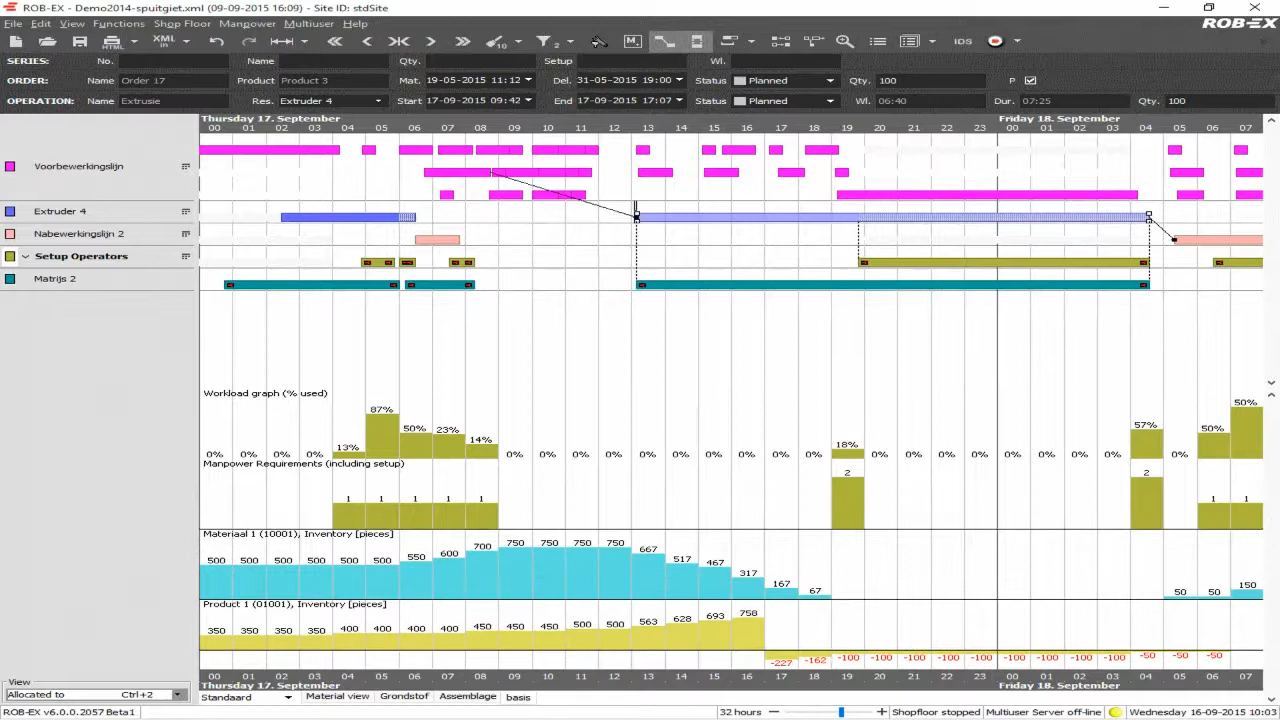 ROB-EX - Demo2014-spuitgiet.xml (09-09-2015 16:09) - Site ID: stdSite
File Edit View Functions Shop Floor Manpower Multiuser Help
ROB-EX
HTML XML IN 10 2 M IDS
SERIES: No. Name Qty. Setup Wl.
ORDER: Name Order 17 Product Product 3 Mat. 19-05-2015 11:12 Del. 31-05-2015 19:00 Status Planned Qty. 100 P
OPERATION: Name Extrusie Res. Extruder 4 Start 17-09-2015 09:42 End 17-09-2015 17:07 Status Planned Wl. 06:40 Dur. 07:25 Qty. 100
Thursday 17. September Friday 18. September
00 01 02 03 04 05 06 07 08 09 10 11 12 13 14 15 16 17 18 19 20 21 22 23 00 01 02 03 04 05 06 07
Voorbewerkingslijn
Extruder 4
Nabewerkingslijn 2
Setup Operators
Matrijs 2
Workload graph (% used)
0% 0% 0% 0% 13% 87% 50% 23% 14% 0% 0% 0% 0% 0% 0% 0% 0% 0% 0% 18% 0% 0% 0% 0% 0% 0% 0% 0% 57% 0% 50% 50%
Manpower Requirements (including setup)
1 1 1 1 1 2 2 1 1
Materiaal 1 (10001), Inventory [pieces]
500 500 500 500 500 500 550 600 700 750 750 750 750 667 517 467 317 167 67 50 50 150
Product 1 (01001), Inventory [pieces]
350 350 350 350 400 400 400 400 450 450 450 500 500 563 628 693 758
-227 -162 -100 -100 -100 -100 -100 -100 -100 -100 -100 -50 -50 -50
00 01 02 03 04 05 06 07 08 09 10 11 12 13 14 15 16 17 18 19 20 21 22 23 00 01 02 03 04 05 06 07
Thursday 17. September Friday 18. September
View
Allocated to Ctrl+2
Standaard Material view Grondstof Assemblage basis
ROB-EX v6.0.0.2057 Beta1 32 hours Shopfloor stopped Multiuser Server off-line Wednesday 16-09-2015 10:03